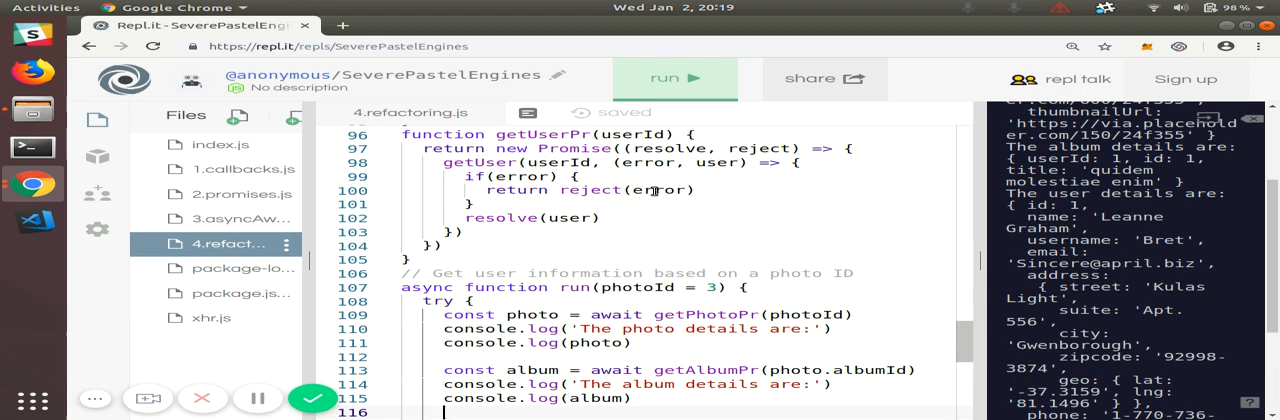 Activities
Google Chrome
Wed Jan 2, 20:19
98 %
Repl.it - SeverePastelEngi
https://repl.it/repls/SeverePastelEngines
@anonymous/SeverePastelEngines
No description
run
share
repl talk
Sign up
Files
index.js
1.callbacks.js
2.promises.js
3.asyncAw...
4.refact...
package-lo...
package.js...
xhr.js
4.refactoring.js
saved
96 function getUserPr(userId) {
97 return new Promise((resolve, reject) => {
98 getUser(userId, (error, user) => {
99 if(error) {
100 return reject(error)
101 }
102 resolve(user)
103 })
104 })
105 }
106 // Get user information based on a photo ID
107 async function run(photoId = 3) {
108 try {
109 const photo = await getPhotoPr(photoId)
110 console.log('The photo details are:')
111 console.log(photo)
112
113 const album = await getAlbumPr(photo.albumId)
114 console.log('The album details are:')
115 console.log(album)
116
er.com/600/24f355',
thumbnailUrl:
'https://via.placehold
er.com/150/24f355' }
The album details are:
{ userId: 1, id: 1,
title: 'quidem
molestiae enim' }
The user details are:
{ id: 1,
name: 'Leanne
Graham',
username: 'Bret',
email:
'Sincere@april.biz',
address:
{ street: 'Kulas
Light',
suite: 'Apt.
556',
city:
'Gwenborough',
zipcode: '92998-
3874',
geo: { lat:
'-37.3159', lng:
'81.1496' } },
phone: '1-770-736-